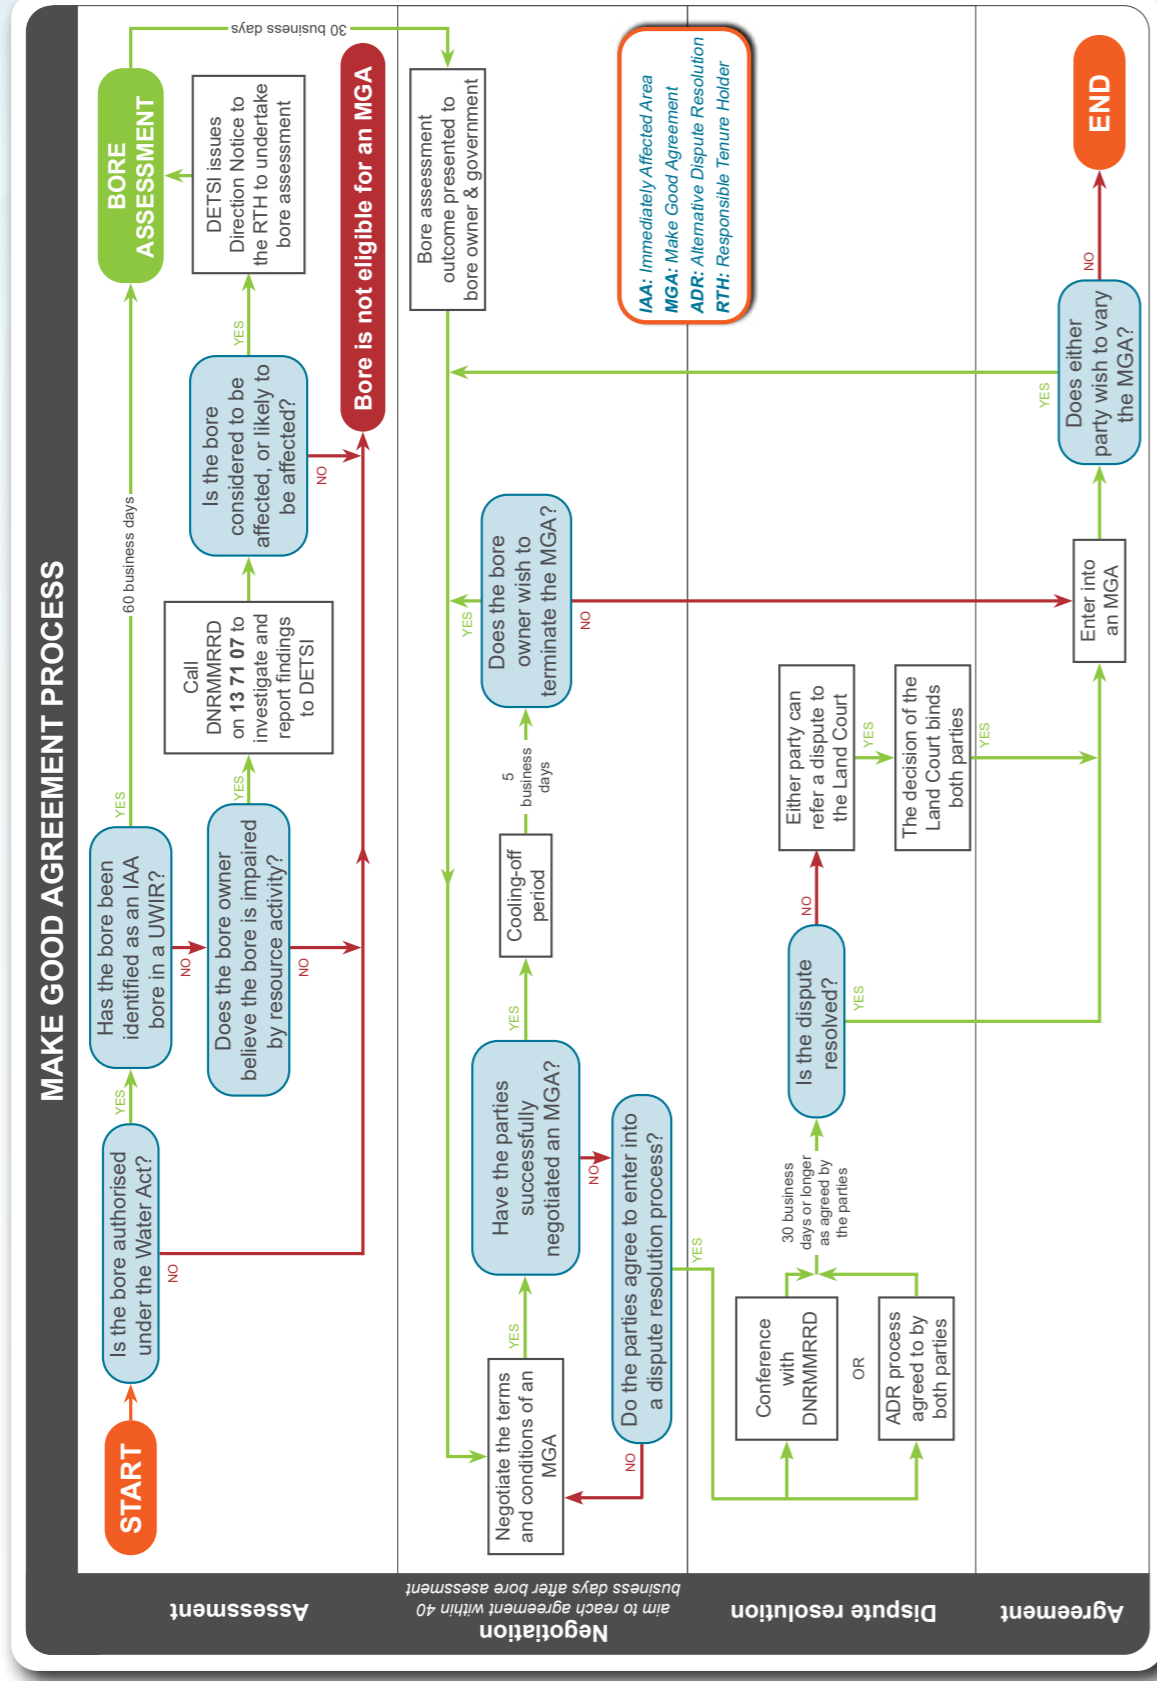 MAKE GOOD AGREEMENT PROCESS
Assessment
START
Is the bore authorised
under the Water Act?
YES
NO
Has the bore been
identified as an IAA
bore in a UWIR?
YES
60 business days
NO
BORE
ASSESSMENT
30 business days
Does the bore owner
believe the bore is impaired
by resource activity?
YES
NO
Call
DNRMMRRD
on 13 71 07 to
investigate and
report findings
to DETSI
Is the bore
considered to be
affected, or likely to
be affected?
YES
NO
DETSI issues
Direction Notice to
the RTH to undertake
bore assessment
Bore is not eligible for an MGA
Negotiation
aim to reach agreement within 40
business days after bore assessment
Bore assessment
outcome presented to
bore owner & government
Negotiate the terms
and conditions of an
MGA
YES
Have the parties
successfully
negotiated an MGA?
YES
NO
Cooling-off
period
5
business
days
Does the bore
owner wish to
terminate the MGA?
YES
NO
Do the parties agree to enter into
a dispute resolution process?
NO
YES
IAA: Immediately Affected Area
MGA: Make Good Agreement
ADR: Alternative Dispute Resolution
RTH: Responsible Tenure Holder
Dispute resolution
Conference
with
DNRMMRRD
OR
ADR process
agreed to by
both parties
30 business
days or longer
as agreed by
the parties
Is the dispute
resolved?
NO
YES
Either party can
refer a dispute to
the Land Court
YES
The decision of the
Land Court binds
both parties
YES
Agreement
Enter into
an MGA
Does either
party wish to vary
the MGA?
YES
NO
END